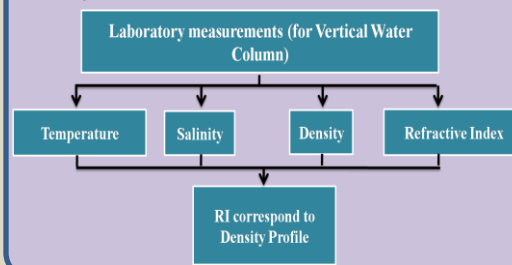 Laboratory measurements (for Vertical Water
Column)
Temperature
Salinity
Density
Refractive Index
RI correspond to
Density Profile